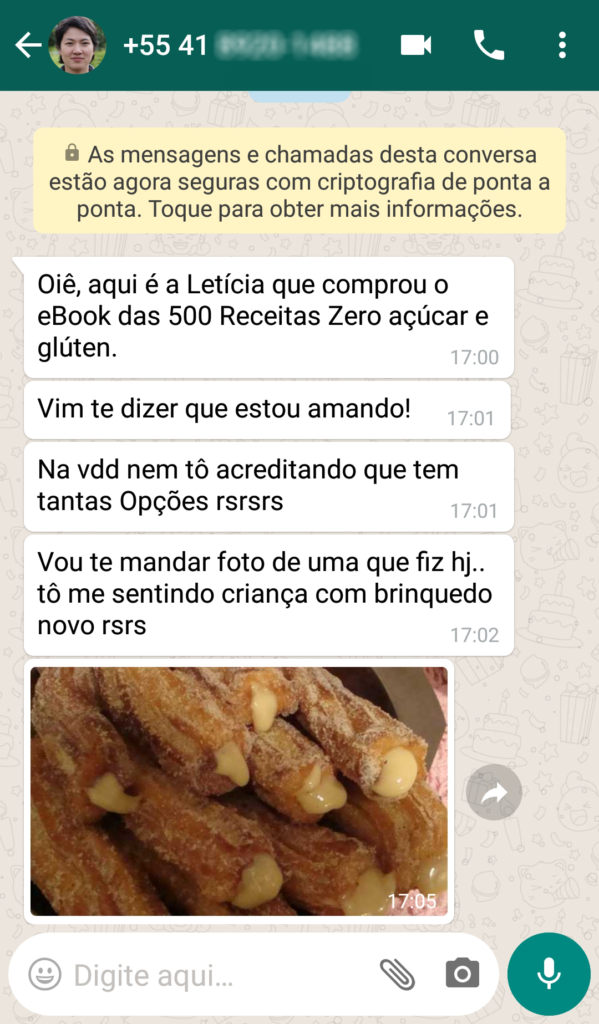 +55 41
As mensagens e chamadas desta conversa
estão agora seguras com criptografia de ponta a
ponta. Toque para obter mais informações.
Oiê, aqui é a Letícia que comprou o
eBook das 500 Receitas Zero açúcar e
glúten.
17:00
Vim te dizer que estou amando!
17:01
Na vdd nem tô acreditando que tem
tantas Opções rsrsrs
17:01
Vou te mandar foto de uma que fiz hj..
tô me sentindo criança com brinquedo
novo rsrs
17:02
17:05
Digite aqui...